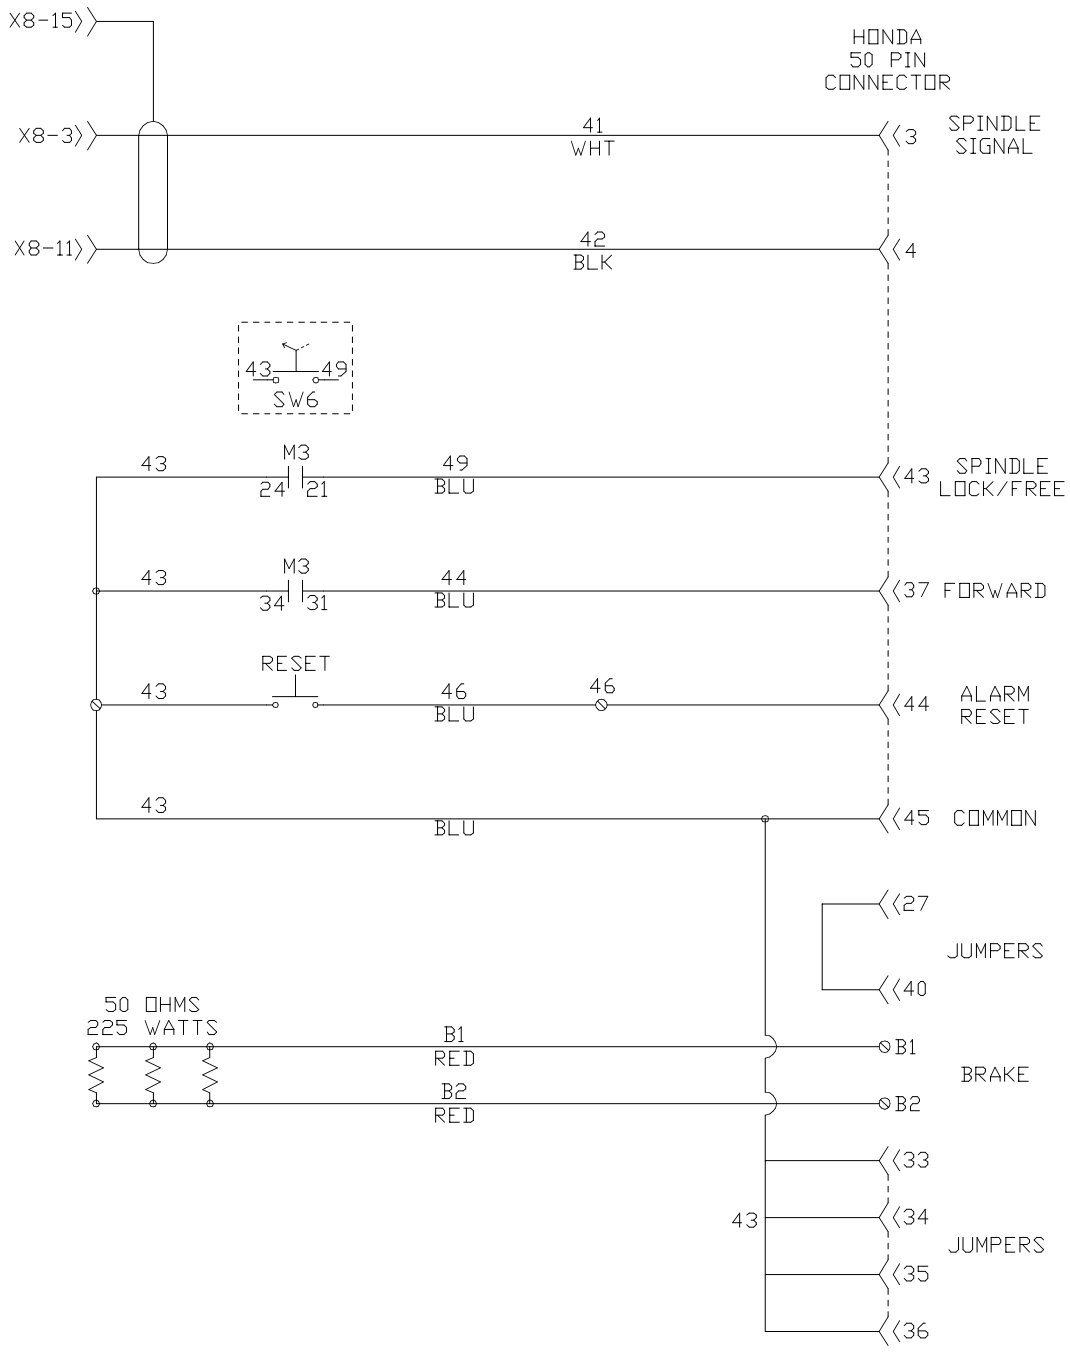 X8-15
HONDA
50 PIN
CONNECTOR
X8-3
41
WHT
3
SPINDLE
SIGNAL
X8-11
42
BLK
4
43 49
SW6
43
M3
24 21
49
BLU
43
SPINDLE
LOCK/FREE
43
M3
34 31
44
BLU
37
FORWARD
RESET
43
46
BLU
46
44
ALARM
RESET
43
BLU
45
COMMON
27
JUMPERS
40
50 OHMS
225 WATTS
B1
RED
B1
BRAKE
B2
RED
B2
33
43
34
JUMPERS
35
36